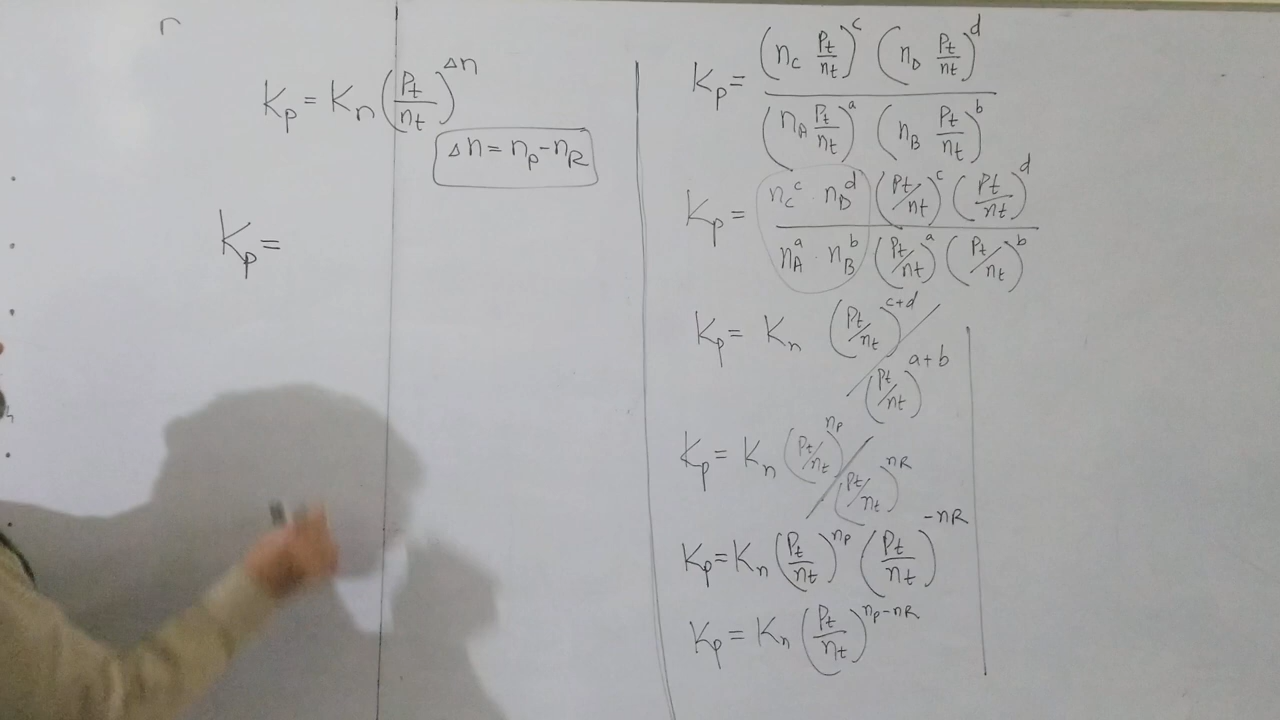 r
Kp = Kn (Pt/nt)^Δn
Δn = nP - nR
Kp =
Kp = (nC Pt/nt)^c (nD Pt/nt)^d / (nA Pt/nt)^a (nB Pt/nt)^b
Kp = nC^c · nD^d (Pt/nt)^c (Pt/nt)^d / nA^a · nB^b (Pt/nt)^a (Pt/nt)^b
Kp = Kn (Pt/nt)^c+d / (Pt/nt)^a+b
Kp = Kn (Pt/nt)^nP / (Pt/nt)^nR
Kp = Kn (Pt/nt)^nP (Pt/nt)^-nR
Kp = Kn (Pt/nt)^nP-nR